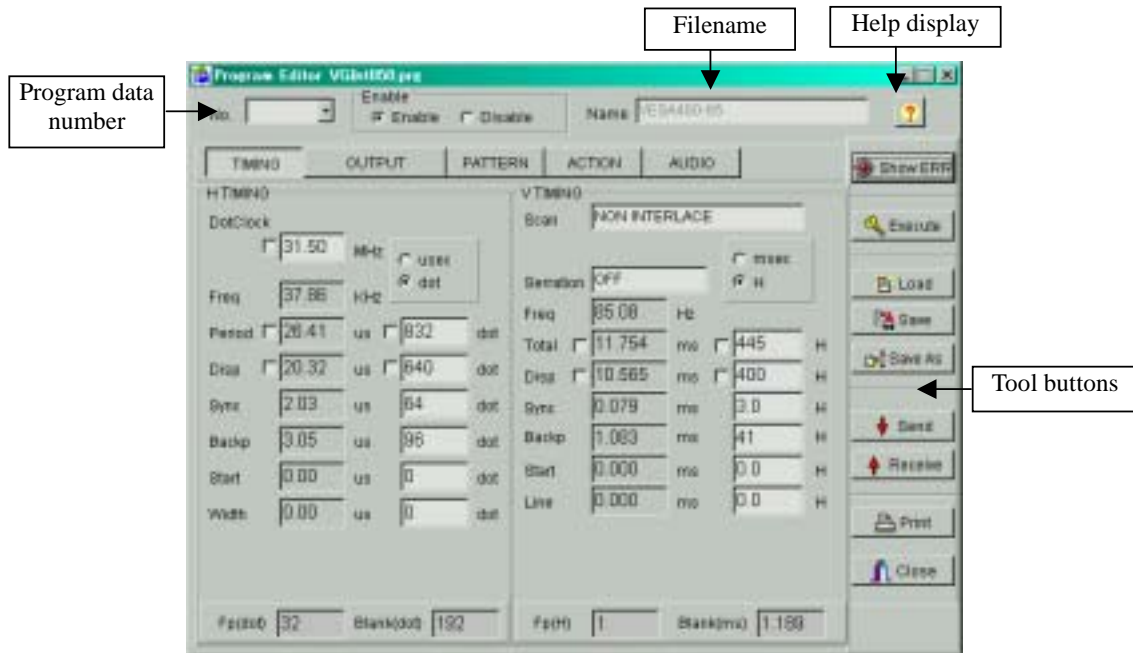 Filename
Help display
Program data number
Tool buttons
Program Editor VGInit850.prg
No.
Enable
Enable
Disable
Name
VESA400-85
?
TIMING
OUTPUT
PATTERN
ACTION
AUDIO
H TIMING
DotClock
31.50 MHz
usec
dot
Freq 37.86 KHz
Period 26.41 us 832 dot
Disp 20.32 us 640 dot
Sync 2.03 us 64 dot
Backp 3.05 us 96 dot
Start 0.00 us 0 dot
Width 0.00 us 0 dot
Fp(dot) 32 Blank(dot) 192
V TIMING
Scan NON INTERLACE
msec
H
Serration OFF
Freq 85.08 Hz
Total 11.754 ms 445 H
Disp 10.565 ms 400 H
Sync 0.079 ms 3.0 H
Backp 1.083 ms 41 H
Start 0.000 ms 0.0 H
Line 0.000 ms 0.0 H
Fp(H) 1 Blank(ms) 1.189
Show ERR
Execute
Load
Save
Save As
Send
Receive
Print
Close